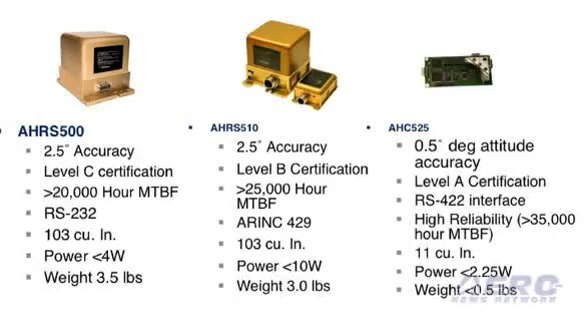 AHRS500
2.5° Accuracy
Level C certification
>20,000 Hour MTBF
RS-232
103 cu. In.
Power <4W
Weight 3.5 lbs
AHRS510
2.5° Accuracy
Level B Certification
>25,000 Hour
MTBF
ARINC 429
103 cu. In.
Power <10W
Weight 3.0 lbs
AHC525
0.5° deg attitude
accuracy
Level A Certification
RS-422 interface
High Reliability (>35,000
hour MTBF)
11 cu. In.
Power <2.25W
Weight <0.5 lbs
AERO
NEWS NETWORK